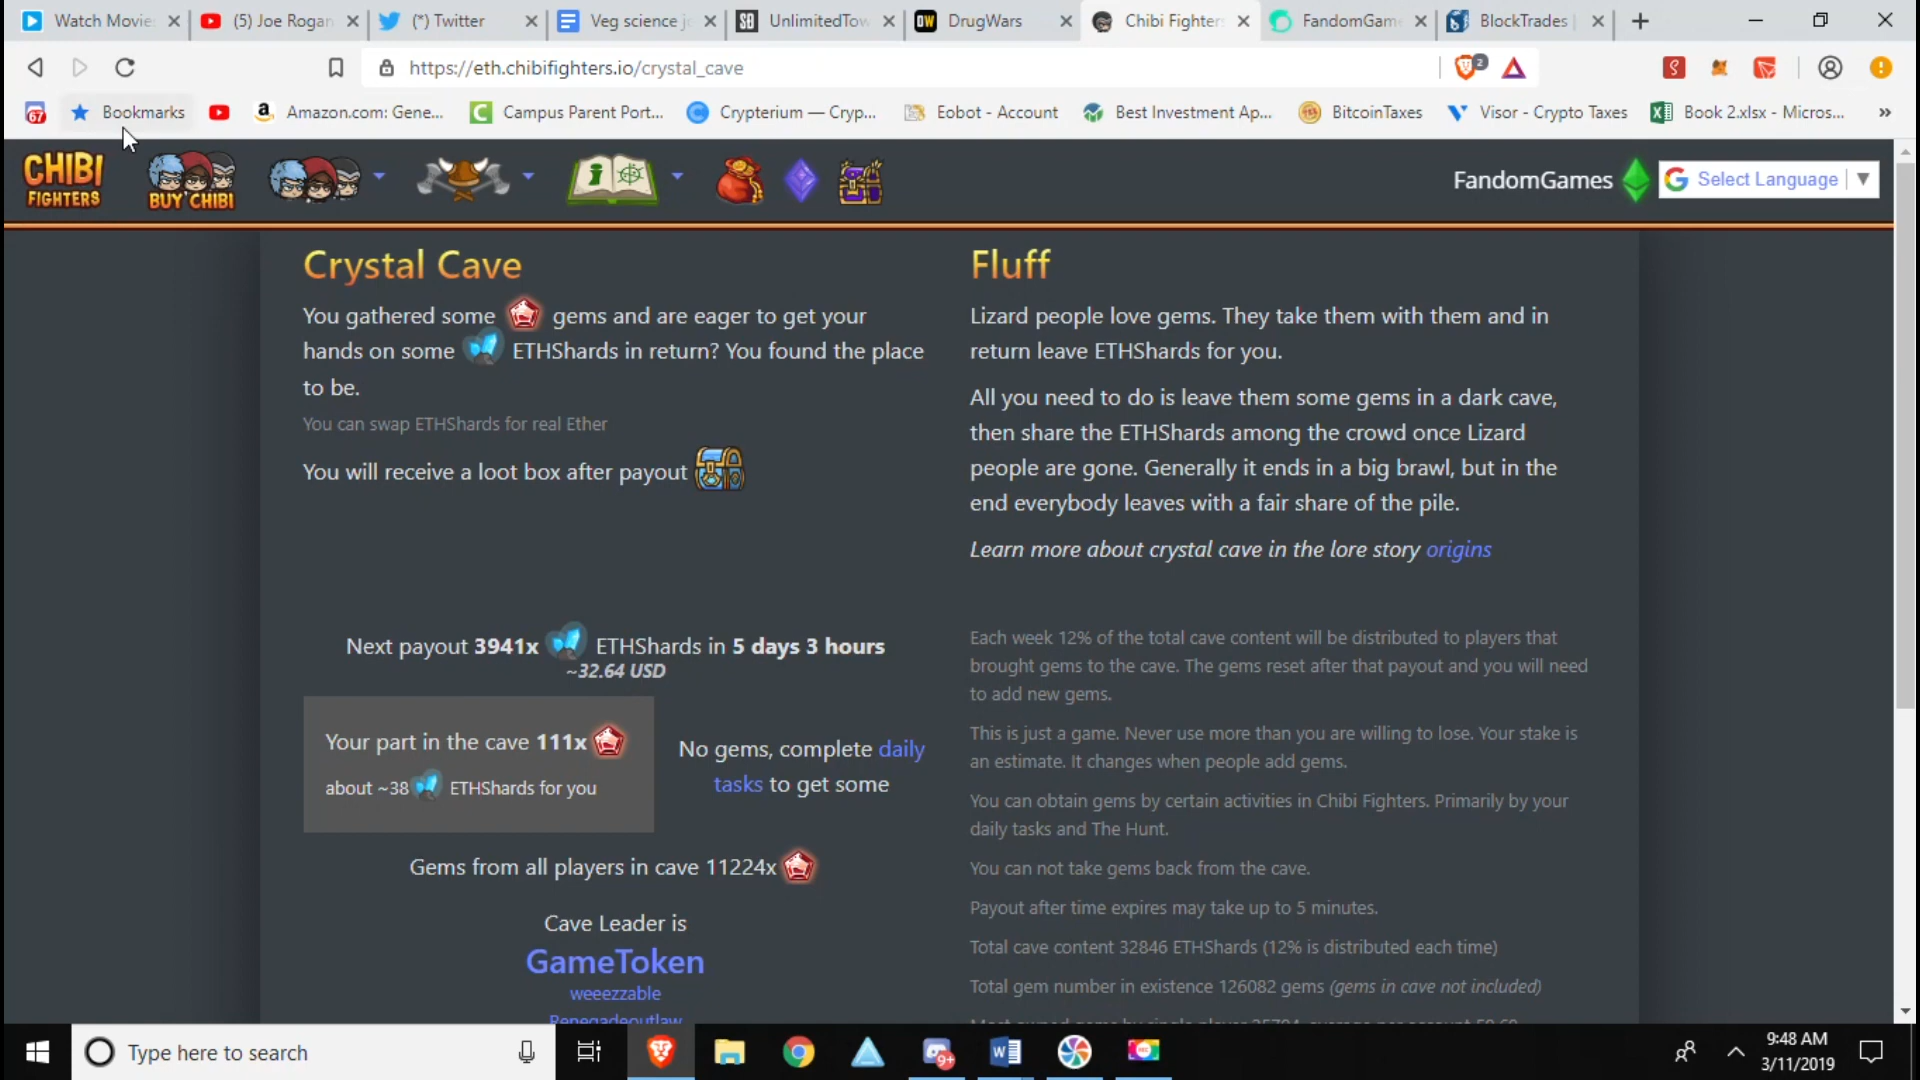 Watch Movie
(5) Joe Rogan
(*) Twitter
Veg science j
UnlimitedTow
DrugWars
Chibi Fighter
FandomGam
BlockTrades
https://eth.chibifighters.io/crystal_cave
2
67
Bookmarks
Amazon.com: Gene...
Campus Parent Port...
Crypterium — Cryp...
Eobot - Account
Best Investment Ap...
BitcoinTaxes
Visor - Crypto Taxes
Book 2.xlsx - Micros...
CHIBI
FIGHTERS
BUY CHIBI
FandomGames
Select Language
Crystal Cave
You gathered some gems and are eager to get your
hands on some ETHShards in return? You found the place
to be.
You can swap ETHShards for real Ether
You will receive a loot box after payout
Next payout 3941x ETHShards in 5 days 3 hours
~32.64 USD
Your part in the cave 111x
about ~38 ETHShards for you
No gems, complete daily
tasks to get some
Gems from all players in cave 11224x
Cave Leader is
GameToken
weeezzable
Renegadeoutlaw
Fluff
Lizard people love gems. They take them with them and in
return leave ETHShards for you.
All you need to do is leave them some gems in a dark cave,
then share the ETHShards among the crowd once Lizard
people are gone. Generally it ends in a big brawl, but in the
end everybody leaves with a fair share of the pile.
Learn more about crystal cave in the lore story origins
Each week 12% of the total cave content will be distributed to players that
brought gems to the cave. The gems reset after that payout and you will need
to add new gems.
This is just a game. Never use more than you are willing to lose. Your stake is
an estimate. It changes when people add gems.
You can obtain gems by certain activities in Chibi Fighters. Primarily by your
daily tasks and The Hunt.
You can not take gems back from the cave.
Payout after time expires may take up to 5 minutes.
Total cave content 32846 ETHShards (12% is distributed each time)
Total gem number in existence 126082 gems (gems in cave not included)
Type here to search
9+
9:48 AM
3/11/2019